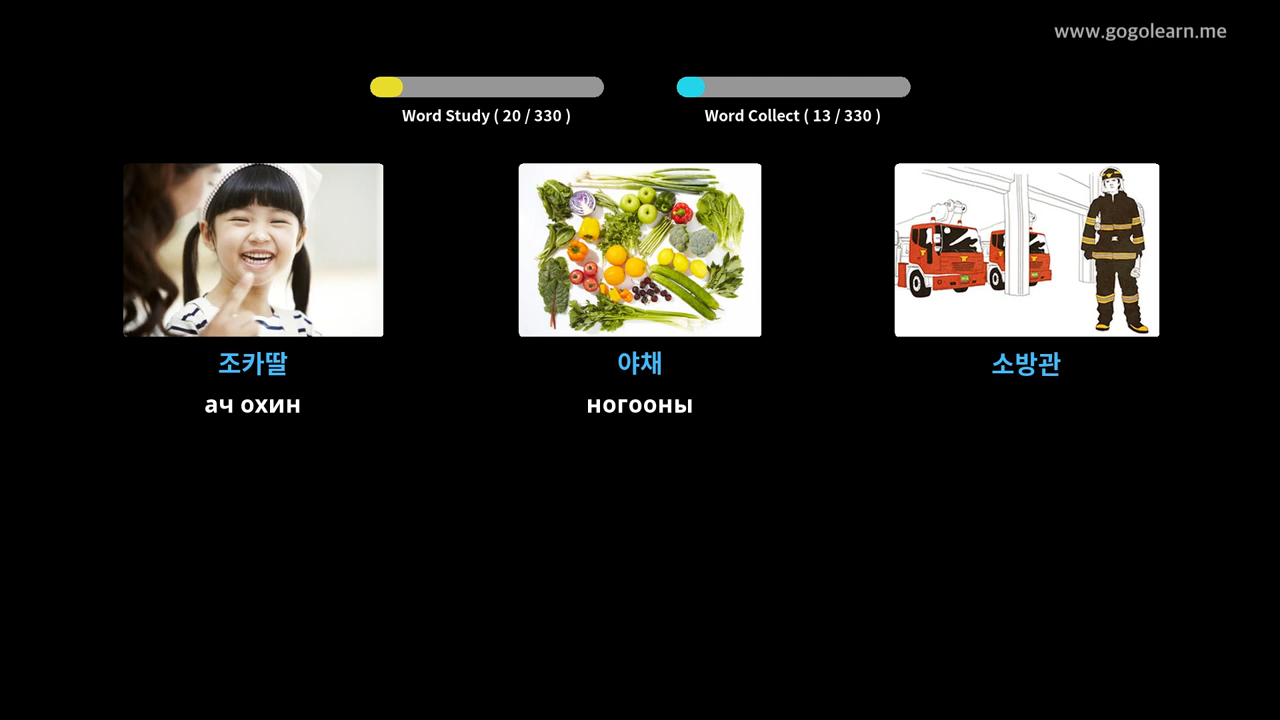 www.gogolearn.me
Word Study ( 20 / 330 )
Word Collect ( 13 / 330 )
조카딸
야채
소방관
ач охин
ногооны